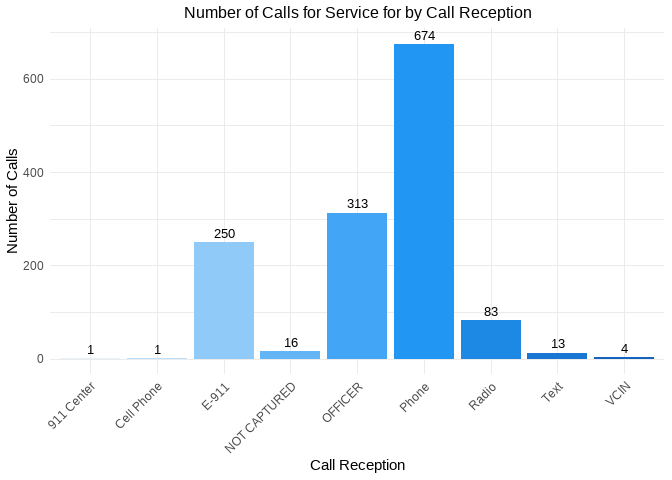 Number of Calls for Service for by Call Reception
Number of Calls
600
400
200
0
1
1
250
16
313
674
83
13
4
911 Center
Cell Phone
E-911
NOT CAPTURED
OFFICER
Phone
Radio
Text
VCIN
Call Reception